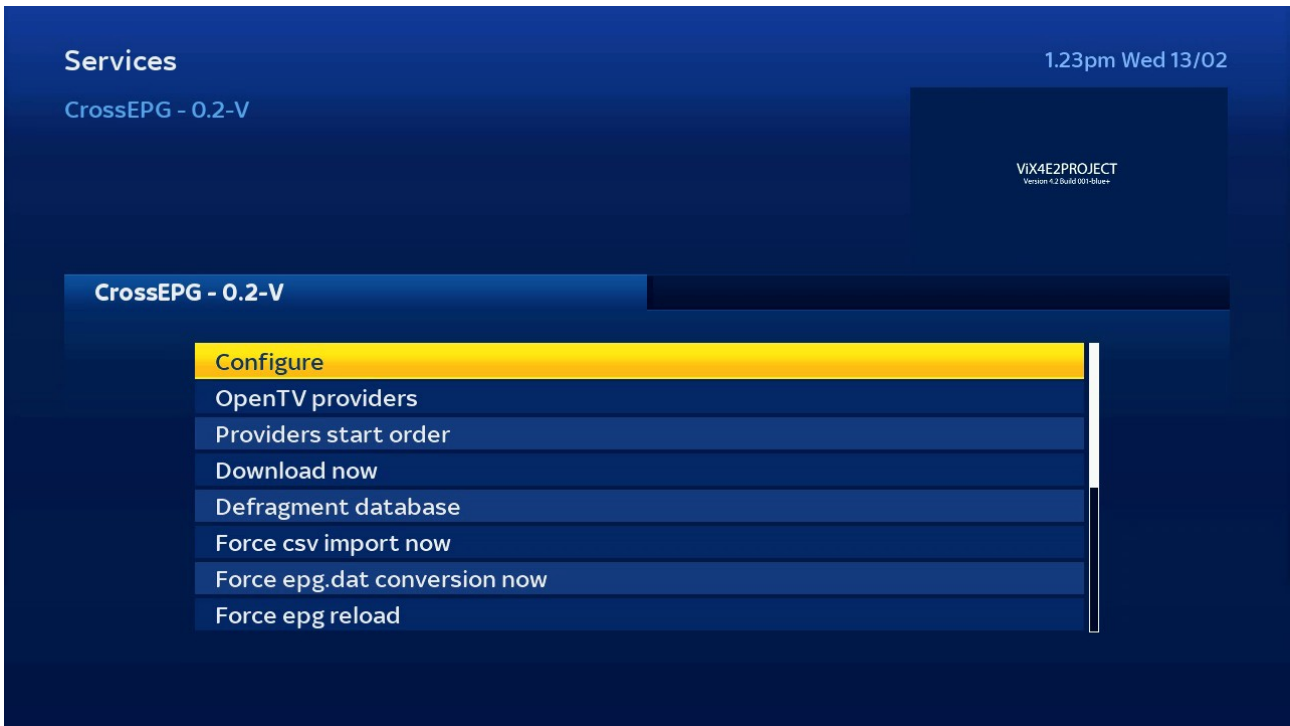 Services
1.23pm Wed 13/02
CrossEPG - 0.2-V
ViX4E2PROJECT
Version 4.2 Build 001-blue+
CrossEPG - 0.2-V
Configure
OpenTV providers
Providers start order
Download now
Defragment database
Force csv import now
Force epg.dat conversion now
Force epg reload